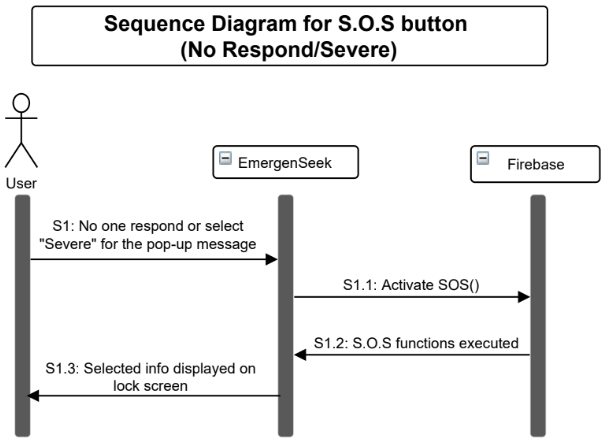 Sequence Diagram for S.O.S button
(No Respond/Severe)
User
EmergenSeek
Firebase
S1: No one respond or select
"Severe" for the pop-up message
S1.1: Activate SOS()
S1.2: S.O.S functions executed
S1.3: Selected info displayed on
lock screen